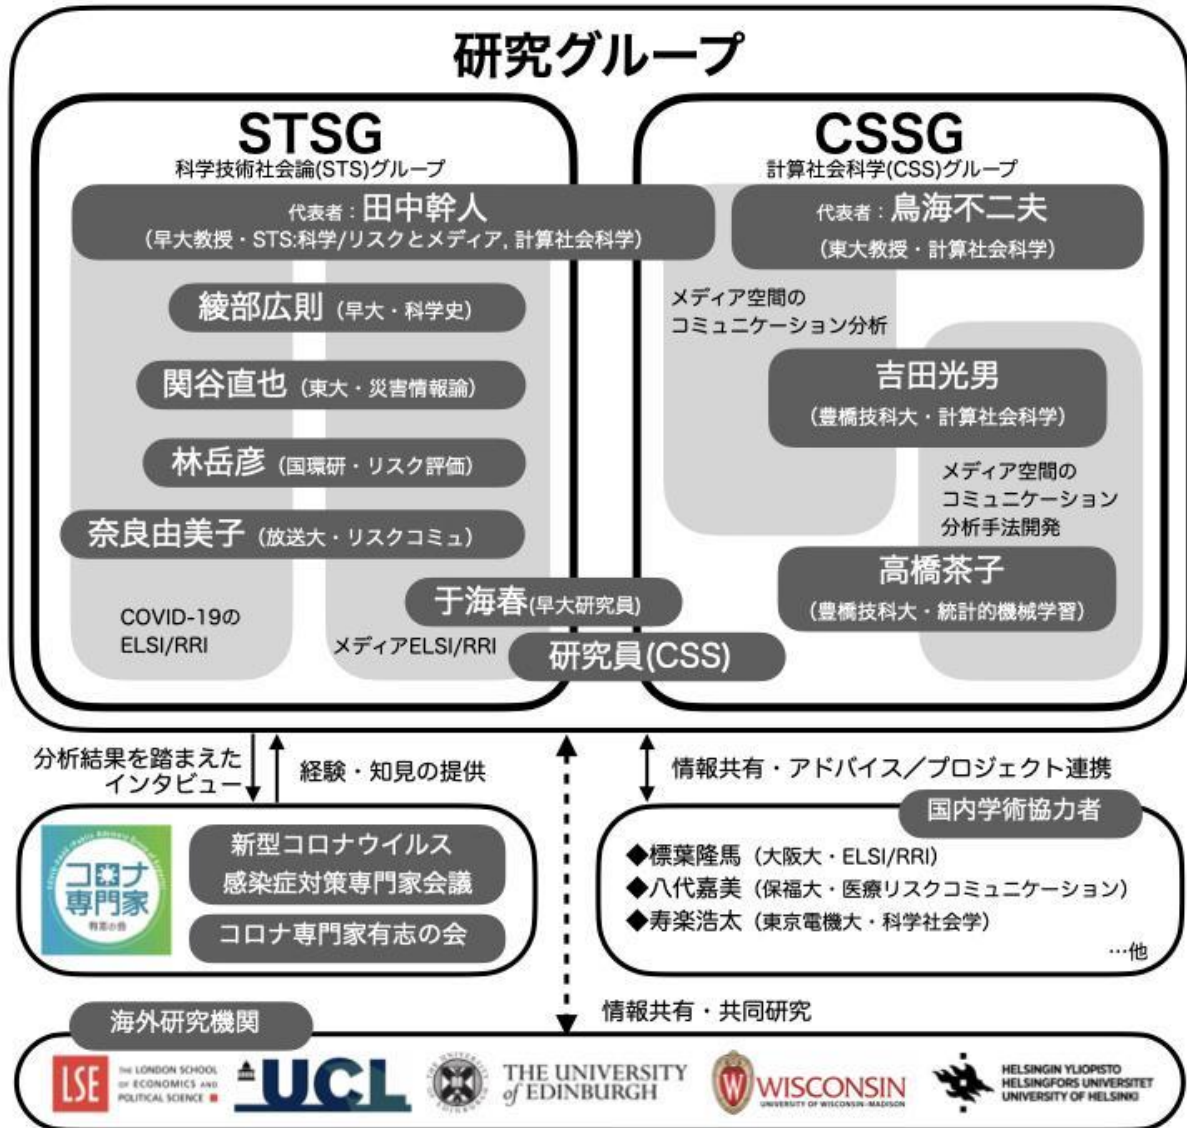 研究グループ
STSG
科学技術社会論(STS)グループ
代表者：田中幹人
(早大教授・STS:科学/リスクとメディア, 計算社会科学)
綾部広則（早大・科学史）
関谷直也（東大・災害情報論）
林岳彦（国環研・リスク評価）
奈良由美子（放送大・リスクコミュ）
于海春(早大研究員)
研究員(CSS)
COVID-19の
ELSI/RRI
メディアELSI/RRI
CSSG
計算社会科学(CSS)グループ
代表者：鳥海不二夫
（東大教授・計算社会科学）
メディア空間の
コミュニケーション分析
吉田光男
（豊橋技科大・計算社会科学）
メディア空間の
コミュニケーション
分析手法開発
高橋茶子
（豊橋技科大・統計的機械学習）
分析結果を踏まえた
インタビュー
経験・知見の提供
情報共有・アドバイス／プロジェクト連携
コロナ
専門家
有志の会
新型コロナウイルス
感染症対策専門家会議
コロナ専門家有志の会
国内学術協力者
◆標葉隆馬（大阪大・ELSI/RRI）
◆八代嘉美（保福大・医療リスクコミュニケーション）
◆寿楽浩太（東京電機大・科学社会学）
…他
情報共有・共同研究
海外研究機関
LSE
THE LONDON SCHOOL
OF ECONOMICS AND
POLITICAL SCIENCE
UCL
THE UNIVERSITY
of EDINBURGH
W
WISCONSIN
UNIVERSITY OF WISCONSIN–MADISON
HELSINGIN YLIOPISTO
HELSINGFORS UNIVERSITET
UNIVERSITY OF HELSINKI